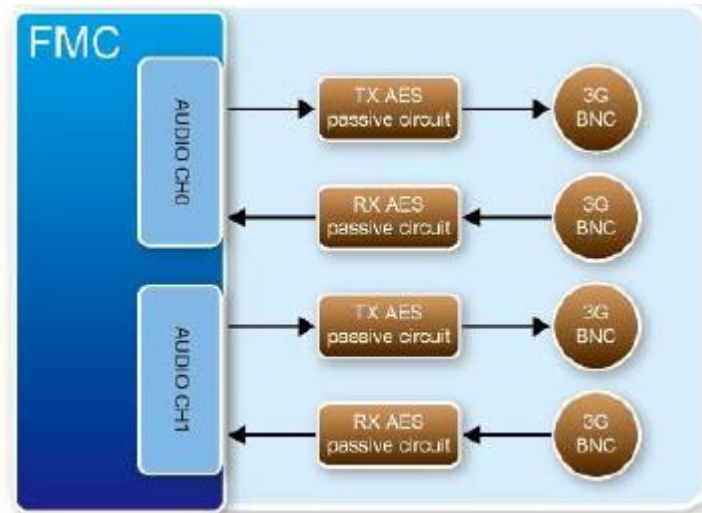 FMC
AUDIO CH0
TX AES
passive circuit
3G
BNC
RX AES
passive circuit
3G
BNC
AUDIO CH1
TX AES
passive circuit
3G
BNC
RX AES
passive circuit
3G
BNC